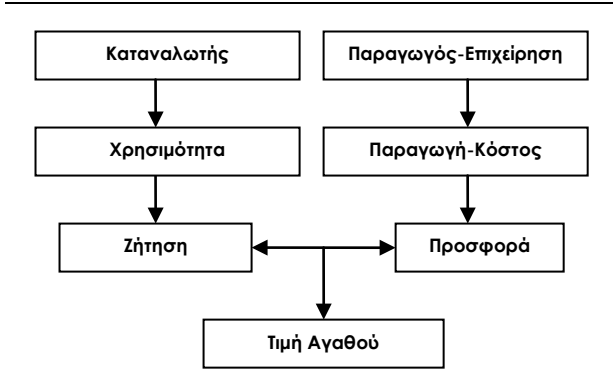 Καταναλωτής
Παραγωγός-Επιχείρηση
Χρησιμότητα
Παραγωγή-Κόστος
Ζήτηση
Προσφορά
Τιμή Αγαθού